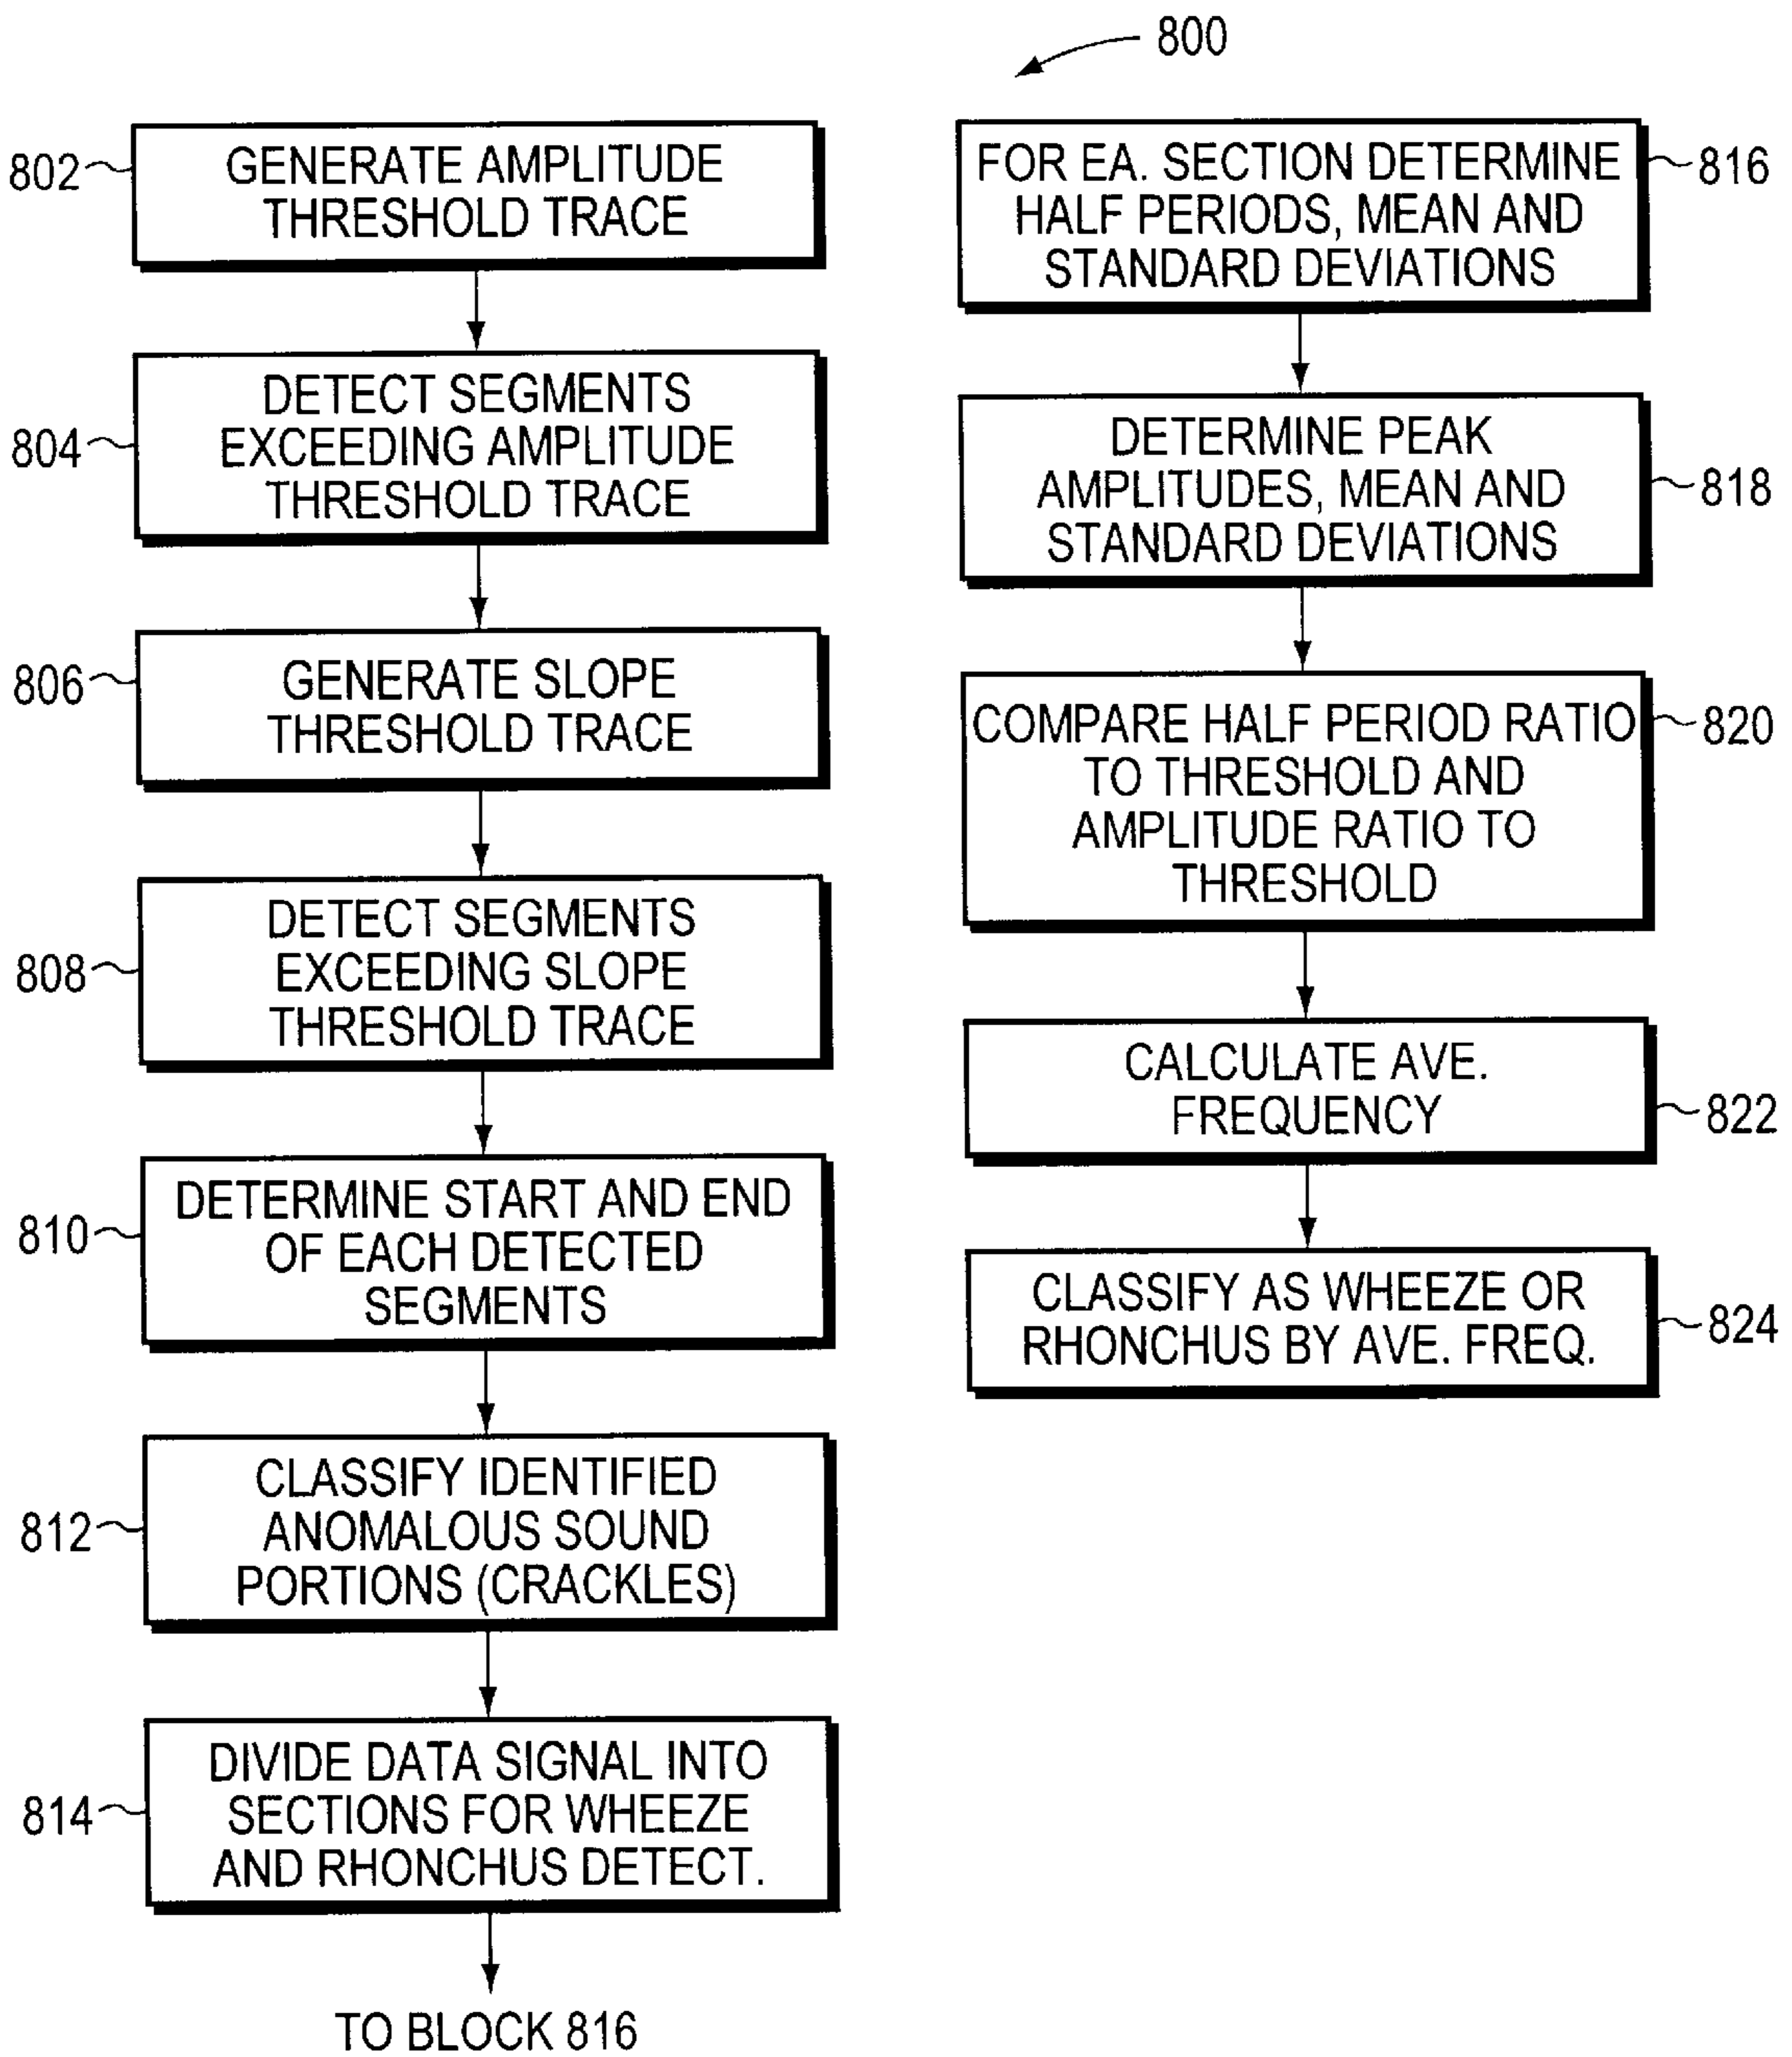 800
802
GENERATE AMPLITUDE
THRESHOLD TRACE
804
DETECT SEGMENTS
EXCEEDING AMPLITUDE
THRESHOLD TRACE
806
GENERATE SLOPE
THRESHOLD TRACE
808
DETECT SEGMENTS
EXCEEDING SLOPE
THRESHOLD TRACE
810
DETERMINE START AND END
OF EACH DETECTED
SEGMENTS
812
CLASSIFY IDENTIFIED
ANOMALOUS SOUND
PORTIONS (CRACKLES)
814
DIVIDE DATA SIGNAL INTO
SECTIONS FOR WHEEZE
AND RHONCHUS DETECT.
TO BLOCK 816
FOR EA. SECTION DETERMINE
HALF PERIODS, MEAN AND
STANDARD DEVIATIONS
816
DETERMINE PEAK
AMPLITUDES, MEAN AND
STANDARD DEVIATIONS
818
COMPARE HALF PERIOD RATIO
TO THRESHOLD AND
AMPLITUDE RATIO TO
THRESHOLD
820
CALCULATE AVE.
FREQUENCY
822
CLASSIFY AS WHEEZE OR
RHONCHUS BY AVE. FREQ.
824